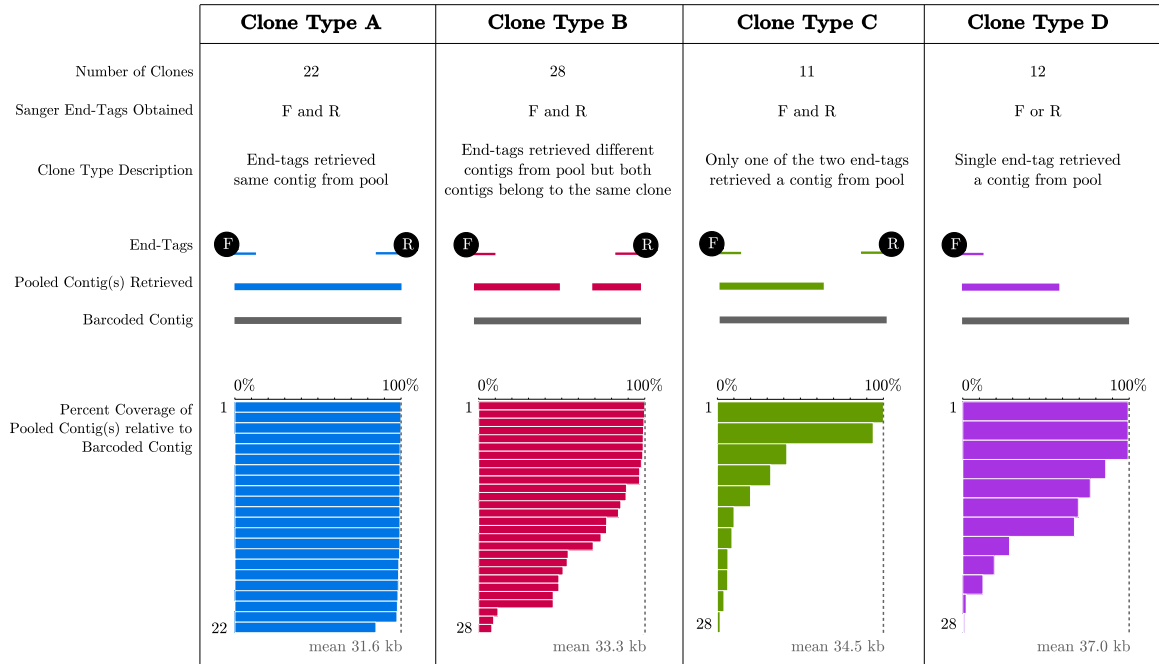 Clone Type A Clone Type B Clone Type C Clone Type D
Number of Clones 22 28 11 12
Sanger End-Tags Obtained F and R F and R F and R F or R
Clone Type Description
End-tags retrieved
same contig from pool
End-tags retrieved different
contigs from pool but both
contigs belong to the same clone
Only one of the two end-tags
retrieved a contig from pool
Single end-tag retrieved
a contig from pool
End-Tags F R F R F R F
Pooled Contig(s) Retrieved
Barcoded Contig
0% 100% 0% 100% 0% 100% 0% 100%
Percent Coverage of
Pooled Contig(s) relative to
Barcoded Contig
1 1 1 1
22 28 28 28
mean 31.6 kb mean 33.3 kb mean 34.5 kb mean 37.0 kb